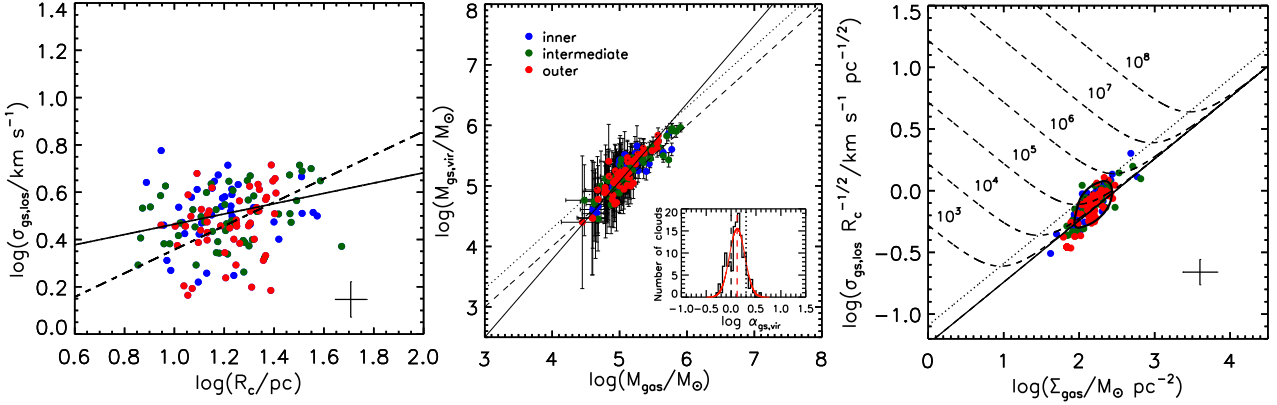 1.4
1.2
1.0
0.8
0.6
0.4
0.2
0.0
log(σgs,los/km s⁻¹)
0.6 0.8 1.0 1.2 1.4 1.6 1.8 2.0
log(Rc/pc)
8
7
6
5
4
3
log(Mgs,vir/M⊙)
inner
intermediate
outer
20
15
10
5
0
Number of clouds
-1.0 -0.5 0.0 0.5 1.0 1.5
log αgs,vir
3 4 5 6 7 8
log(Mgas/M⊙)
1.5
1.0
0.5
0.0
-0.5
-1.0
log(σgs,los Rc⁻¹/²/km s⁻¹ pc⁻¹/²)
10⁸
10⁷
10⁶
10⁵
10⁴
10³
0 1 2 3 4
log(Σgas/M⊙ pc⁻²)